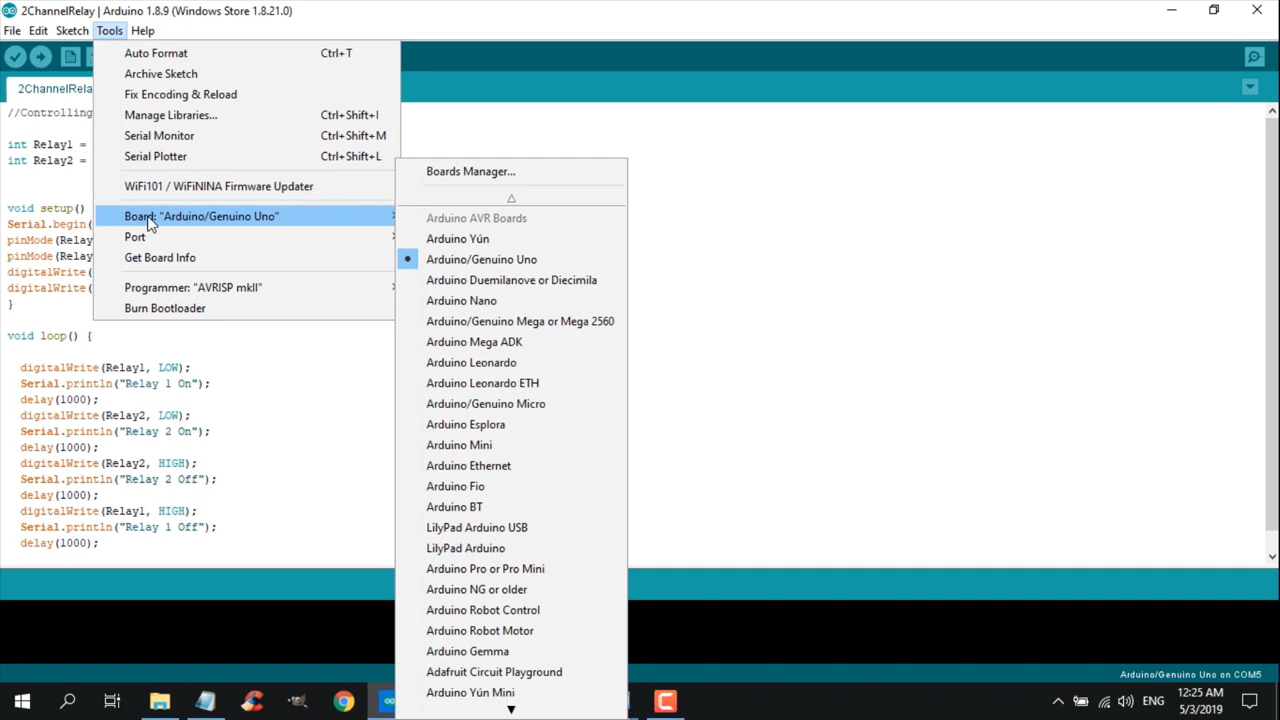 2ChannelRelay | Arduino 1.8.9 (Windows Store 1.8.21.0)
File Edit Sketch Tools Help
Auto Format Ctrl+T
Archive Sketch
Fix Encoding & Reload
Manage Libraries... Ctrl+Shift+I
Serial Monitor Ctrl+Shift+M
Serial Plotter Ctrl+Shift+L
WiFi101 / WiFiNINA Firmware Updater
Board: "Arduino/Genuino Uno"
Port
Get Board Info
Programmer: "AVRISP mkII"
Burn Bootloader
Boards Manager...
Arduino AVR Boards
Arduino Yún
Arduino/Genuino Uno
Arduino Duemilanove or Diecimila
Arduino Nano
Arduino/Genuino Mega or Mega 2560
Arduino Mega ADK
Arduino Leonardo
Arduino Leonardo ETH
Arduino/Genuino Micro
Arduino Esplora
Arduino Mini
Arduino Ethernet
Arduino Fio
Arduino BT
LilyPad Arduino USB
LilyPad Arduino
Arduino Pro or Pro Mini
Arduino NG or older
Arduino Robot Control
Arduino Robot Motor
Arduino Gemma
Adafruit Circuit Playground
Arduino Yún Mini
2ChannelRelay
//Controlling
int Relay1 =
int Relay2 =
void setup()
Serial.begin(
pinMode(Relay
pinMode(Relay
digitalWrite(
digitalWrite(
}
void loop() {
digitalWrite(Relay1, LOW);
Serial.println("Relay 1 On");
delay(1000);
digitalWrite(Relay2, LOW);
Serial.println("Relay 2 On");
delay(1000);
digitalWrite(Relay2, HIGH);
Serial.println("Relay 2 Off");
delay(1000);
digitalWrite(Relay1, HIGH);
Serial.println("Relay 1 Off");
delay(1000);
Arduino/Genuino Uno on COM5
ENG
12:25 AM
5/3/2019